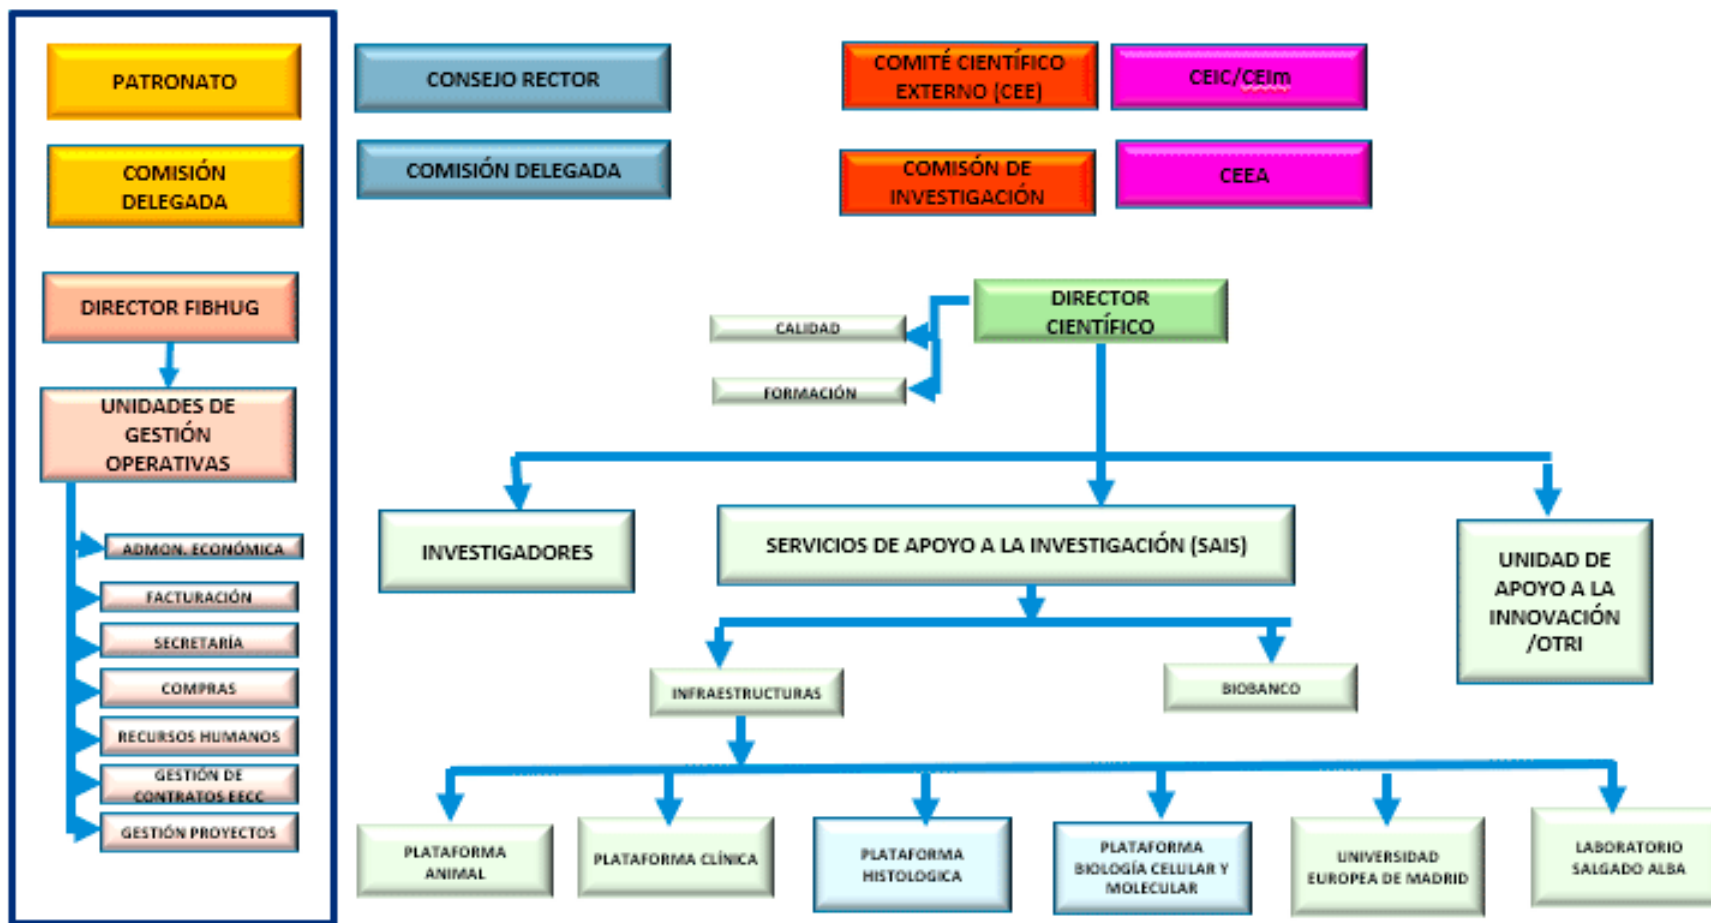 PATRONATO
COMISIÓN
DELEGADA
DIRECTOR FIBHUG
UNIDADES DE
GESTIÓN
OPERATIVAS
ADMON. ECONÓMICA
FACTURACIÓN
SECRETARÍA
COMPRAS
RECURSOS HUMANOS
GESTIÓN DE
CONTRATOS EECC
GESTIÓN PROYECTOS
CONSEJO RECTOR
COMISIÓN DELEGADA
COMITÉ CIENTÍFICO
EXTERNO (CEE)
CEIC/CEIm
COMISÓN DE
INVESTIGACIÓN
CEEA
DIRECTOR
CIENTÍFICO
CALIDAD
FORMACIÓN
INVESTIGADORES
SERVICIOS DE APOYO A LA INVESTIGACIÓN (SAIS)
UNIDAD DE
APOYO A LA
INNOVACIÓN
/OTRI
INFRAESTRUCTURAS
BIOBANCO
PLATAFORMA
ANIMAL
PLATAFORMA CLÍNICA
PLATAFORMA
HISTOLOGICA
PLATAFORMA
BIOLOGÍA CELULAR Y
MOLECULAR
UNIVERSIDAD
EUROPEA DE MADRID
LABORATORIO
SALGADO ALBA